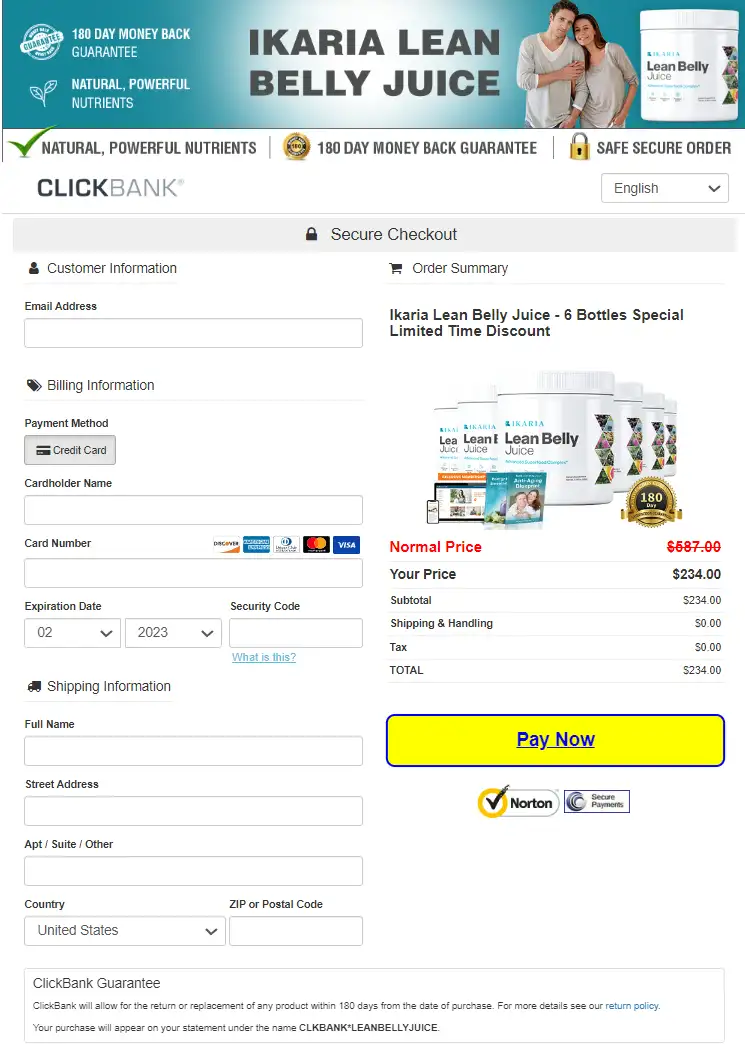 180 DAY MONEY BACK
GUARANTEE
NATURAL, POWERFUL
NUTRIENTS
IKARIA LEAN
BELLY JUICE
IKARIA
Lean Belly
Juice
NATURAL, POWERFUL NUTRIENTS
180 DAY MONEY BACK GUARANTEE
SAFE SECURE ORDER
CLICKBANK®
English
Secure Checkout
Customer Information
Email Address
Billing Information
Payment Method
Credit Card
Cardholder Name
Card Number
DISCOVER
AMERICAN EXPRESS
Diners Club
MasterCard
VISA
Expiration Date
Security Code
02
2023
What is this?
Shipping Information
Full Name
Street Address
Apt / Suite / Other
Country
ZIP or Postal Code
United States
Order Summary
Ikaria Lean Belly Juice - 6 Bottles Special
Limited Time Discount
IKARIA
Lean Belly
Juice
Anti-Aging
Blueprint
180
Day
Normal Price $587.00
Your Price $234.00
Subtotal $234.00
Shipping & Handling $0.00
Tax $0.00
TOTAL $234.00
Pay Now
Norton
Secure
Payments
ClickBank Guarantee
ClickBank will allow for the return or replacement of any product within 180 days from the date of purchase. For more details see our return policy.
Your purchase will appear on your statement under the name CLKBANK*LEANBELLYJUICE.